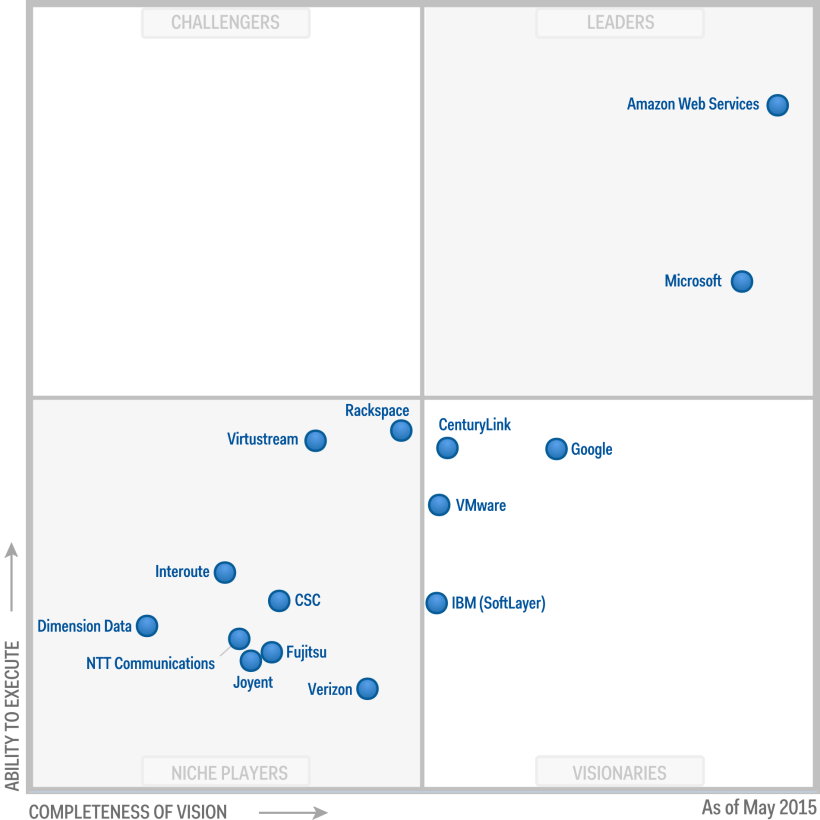 CHALLENGERS
LEADERS
Amazon Web Services
Microsoft
Rackspace
Virtustream
CenturyLink
Google
VMware
Interoute
CSC
IBM (SoftLayer)
Dimension Data
NTT Communications
Fujitsu
Joyent
Verizon
NICHE PLAYERS
VISIONARIES
ABILITY TO EXECUTE
COMPLETENESS OF VISION
As of May 2015